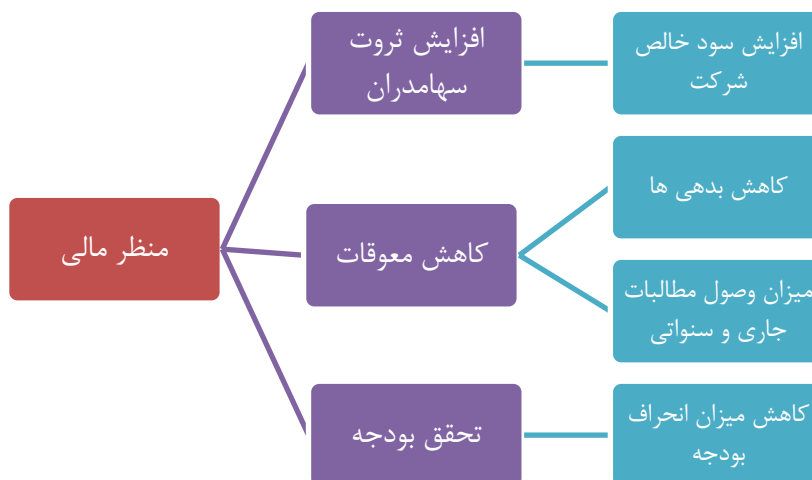 منظر مالی
افزایش ثروت
سهامدران
کاهش معوقات
تحقق بودجه
افزایش سود خالص
شرکت
کاهش بدهی ها
میزان وصول مطالبات
جاری و سنواتی
کاهش میزان انحراف
بودجه